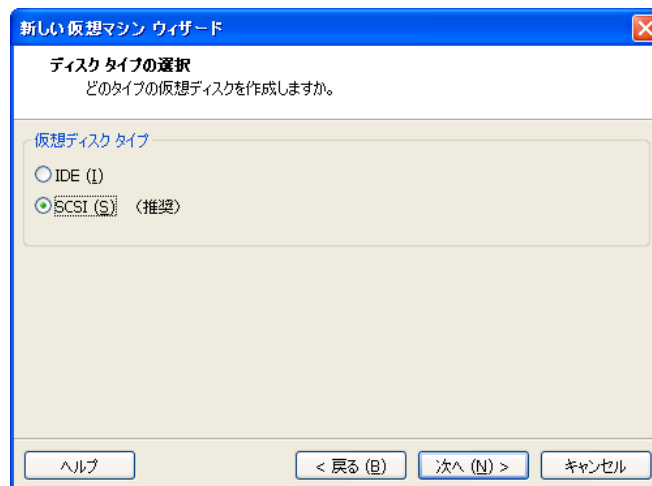 新しい仮想マシン ウィザード
ディスク タイプの選択
どのタイプの仮想ディスクを作成しますか。
仮想ディスク タイプ
IDE (I)
SCSI (S) (推奨)
ヘルプ
< 戻る (B)
次へ (N) >
キャンセル